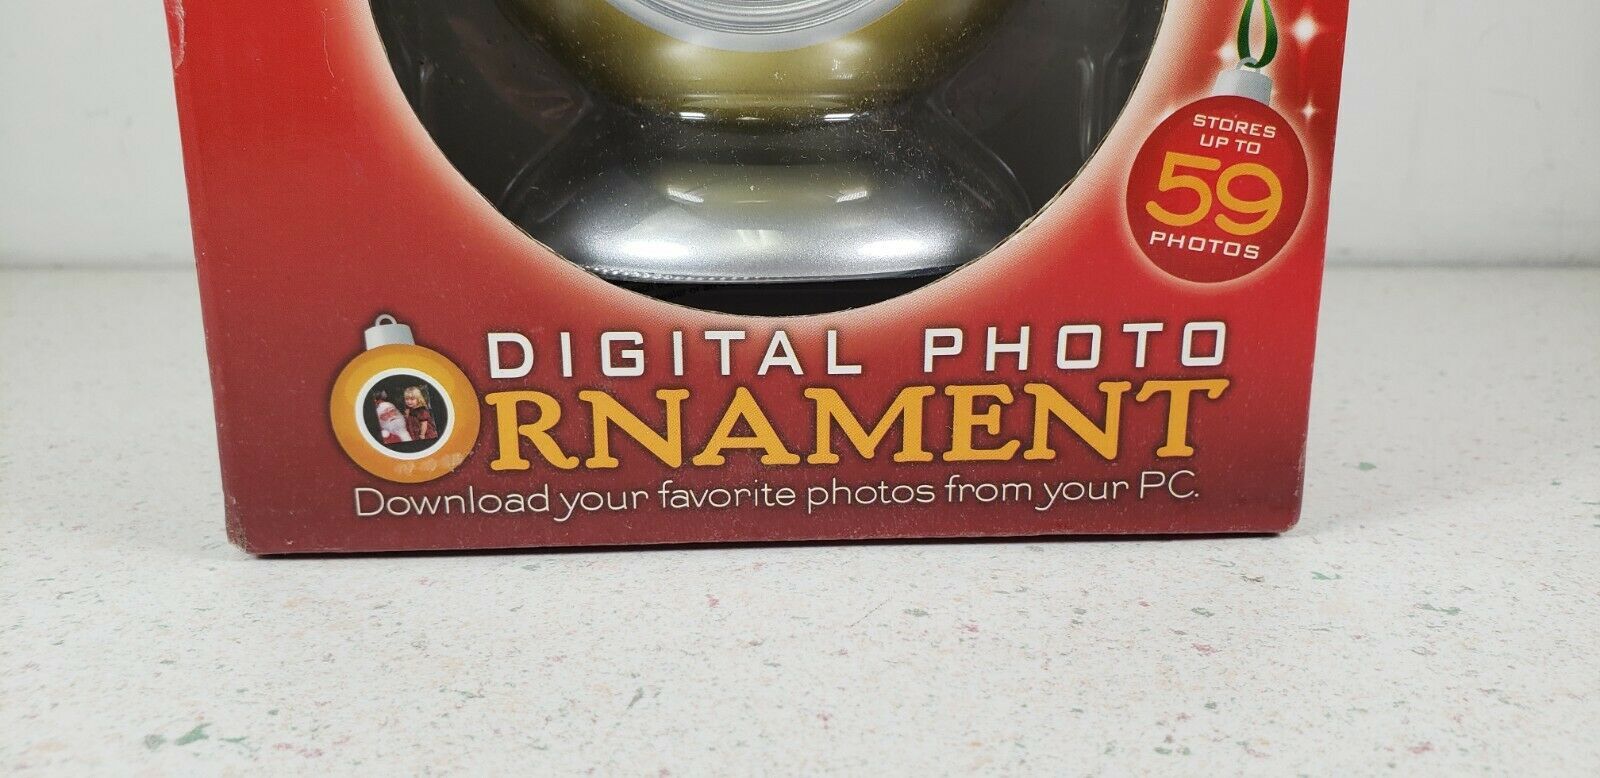 STORES
UP TO
59
PHOTOS
DIGITAL PHOTO
ORNAMENT
Download your favorite photos from your PC.